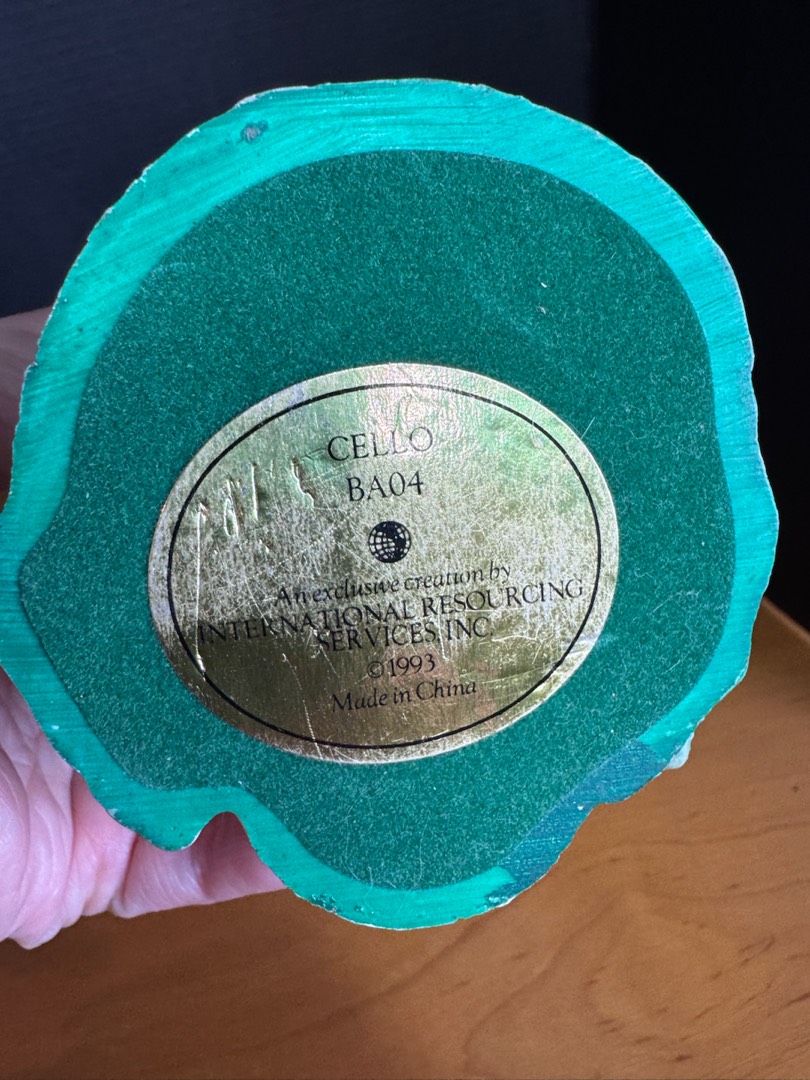 CELLO
BA04
An exclusive creation by
INTERNATIONAL RESOURCING
SERVICES, INC.
©1993
Made in China